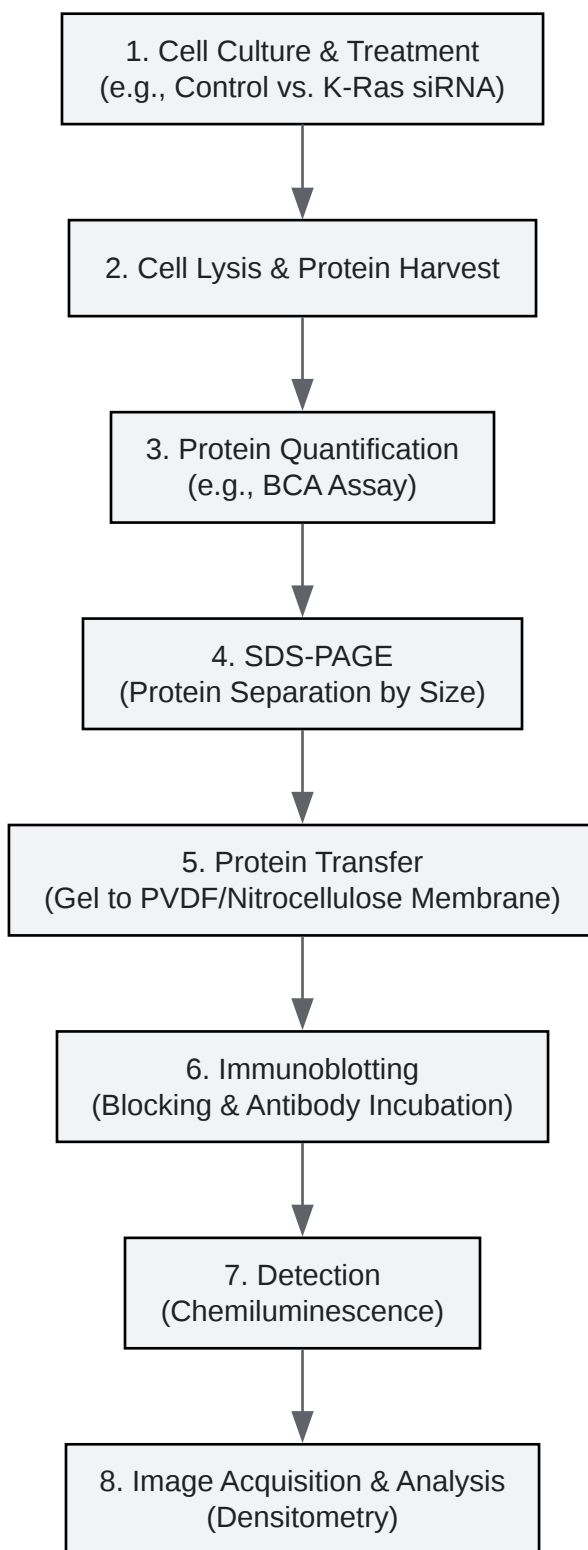 1. Cell Culture & Treatment
(e.g., Control vs. K-Ras siRNA)
2. Cell Lysis & Protein Harvest
3. Protein Quantification
(e.g., BCA Assay)
4. SDS-PAGE
(Protein Separation by Size)
5. Protein Transfer
(Gel to PVDF/Nitrocellulose Membrane)
6. Immunoblotting
(Blocking & Antibody Incubation)
7. Detection
(Chemiluminescence)
8. Image Acquisition & Analysis
(Densitometry)